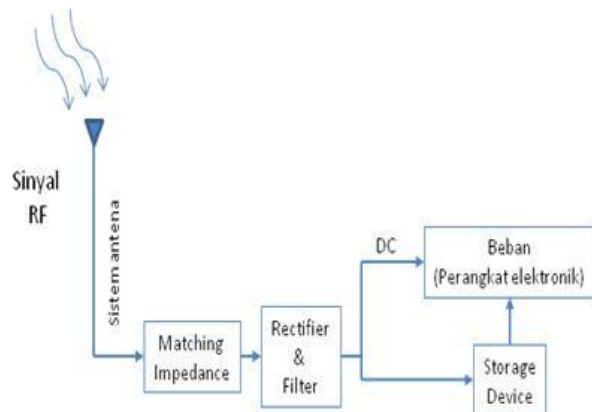 Sinyal
RF
Sistem antena
Matching
Impedance
Rectifier
&
Filter
DC
Beban
(Perangkat elektronik)
Storage
Device